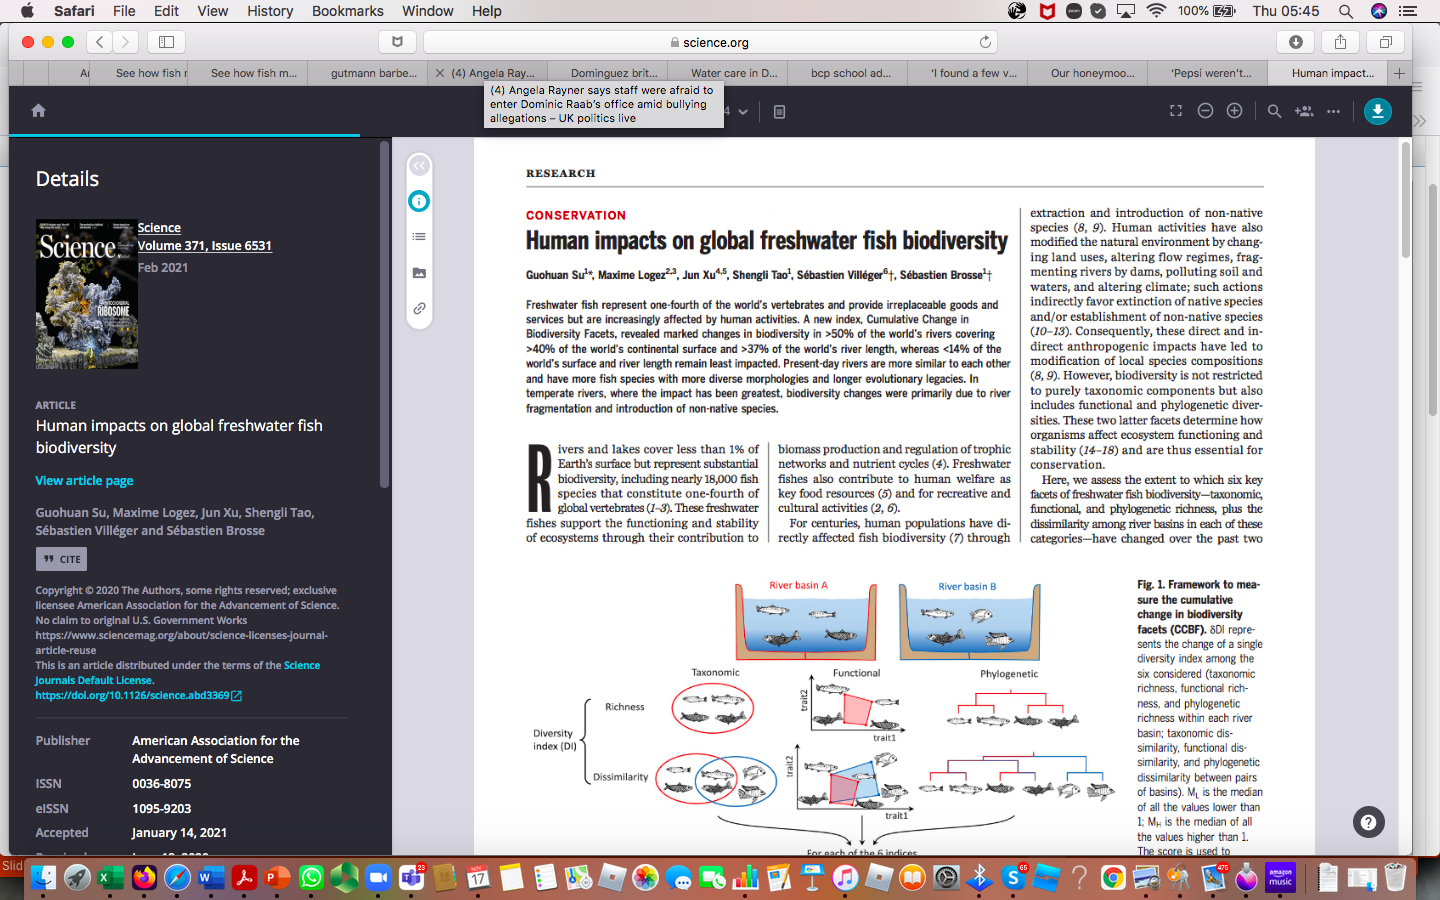 Safari File Edit View History Bookmarks Window Help
100% Thu 05:45
science.org
See how fish r
See how fish m...
gutmann barbe...
(4) Angela Ray...
Dominguez brit...
Water care in D...
bcp school ad...
'I found a few v...
Our honeymoo...
'Pepsi weren't...
Human impact...
(4) Angela Rayner says staff were afraid to
enter Dominic Raab's office amid bullying
allegations – UK politics live
4
Details
Science
Volume 371, Issue 6531
Feb 2021
Science
RIBOSOME
ARTICLE
Human impacts on global freshwater fish
biodiversity
View article page
Guohuan Su, Maxime Logez, Jun Xu, Shengli Tao,
Sébastien Villéger and Sébastien Brosse
CITE
Copyright © 2020 The Authors, some rights reserved; exclusive
licensee American Association for the Advancement of Science.
No claim to original U.S. Government Works
https://www.sciencemag.org/about/science-licenses-journal-
article-reuse
This is an article distributed under the terms of the Science
Journals Default License.
https://doi.org/10.1126/science.abd3369
Publisher American Association for the
Advancement of Science
ISSN 0036-8075
eISSN 1095-9203
Accepted January 14, 2021
RESEARCH
CONSERVATION
Human impacts on global freshwater fish biodiversity
Guohuan Su1*, Maxime Logez2,3, Jun Xu4,5, Shengli Tao1, Sébastien Villéger6†, Sébastien Brosse1†
Freshwater fish represent one-fourth of the world's vertebrates and provide irreplaceable goods and
services but are increasingly affected by human activities. A new index, Cumulative Change in
Biodiversity Facets, revealed marked changes in biodiversity in >50% of the world's rivers covering
>40% of the world's continental surface and >37% of the world's river length, whereas <14% of the
world's surface and river length remain least impacted. Present-day rivers are more similar to each other
and have more fish species with more diverse morphologies and longer evolutionary legacies. In
temperate rivers, where the impact has been greatest, biodiversity changes were primarily due to river
fragmentation and introduction of non-native species.
Rivers and lakes cover less than 1% of
Earth's surface but represent substantial
biodiversity, including nearly 18,000 fish
species that constitute one-fourth of
global vertebrates (1–3). These freshwater
fishes support the functioning and stability
of ecosystems through their contribution to
biomass production and regulation of trophic
networks and nutrient cycles (4). Freshwater
fishes also contribute to human welfare as
key food resources (5) and for recreative and
cultural activities (2, 6).
For centuries, human populations have di-
rectly affected fish biodiversity (7) through
extraction and introduction of non-native
species (8, 9). Human activities have also
modified the natural environment by chang-
ing land uses, altering flow regimes, frag-
menting rivers by dams, polluting soil and
waters, and altering climate; such actions
indirectly favor extinction of native species
and/or establishment of non-native species
(10–13). Consequently, these direct and in-
direct anthropogenic impacts have led to
modification of local species compositions
(8, 9). However, biodiversity is not restricted
to purely taxonomic components but also
includes functional and phylogenetic diver-
sities. These two latter facets determine how
organisms affect ecosystem functioning and
stability (14–18) and are thus essential for
conservation.
Here, we assess the extent to which six key
facets of freshwater fish biodiversity—taxonomic,
functional, and phylogenetic richness, plus the
dissimilarity among river basins in each of these
categories—have changed over the past two
River basin A
River basin B
Taxonomic
Functional
Phylogenetic
Richness
Diversity
index (DI)
Dissimilarity
trait2
trait1
trait2
trait1
For each of the 6 indices
Fig. 1. Framework to mea-
sure the cumulative
change in biodiversity
facets (CCBF). δDI repre-
sents the change of a single
diversity index among the
six considered (taxonomic
richness, functional rich-
ness, and phylogenetic
richness within each river
basin; taxonomic dis-
similarity, functional dis-
similarity, and phylogenetic
dissimilarity between pairs
of basins). ML is the median
of all the values lower than
1; MH is the median of all
the values higher than 1.
The score is used to
Slid
23
NOV
17
65
475
amazon
music